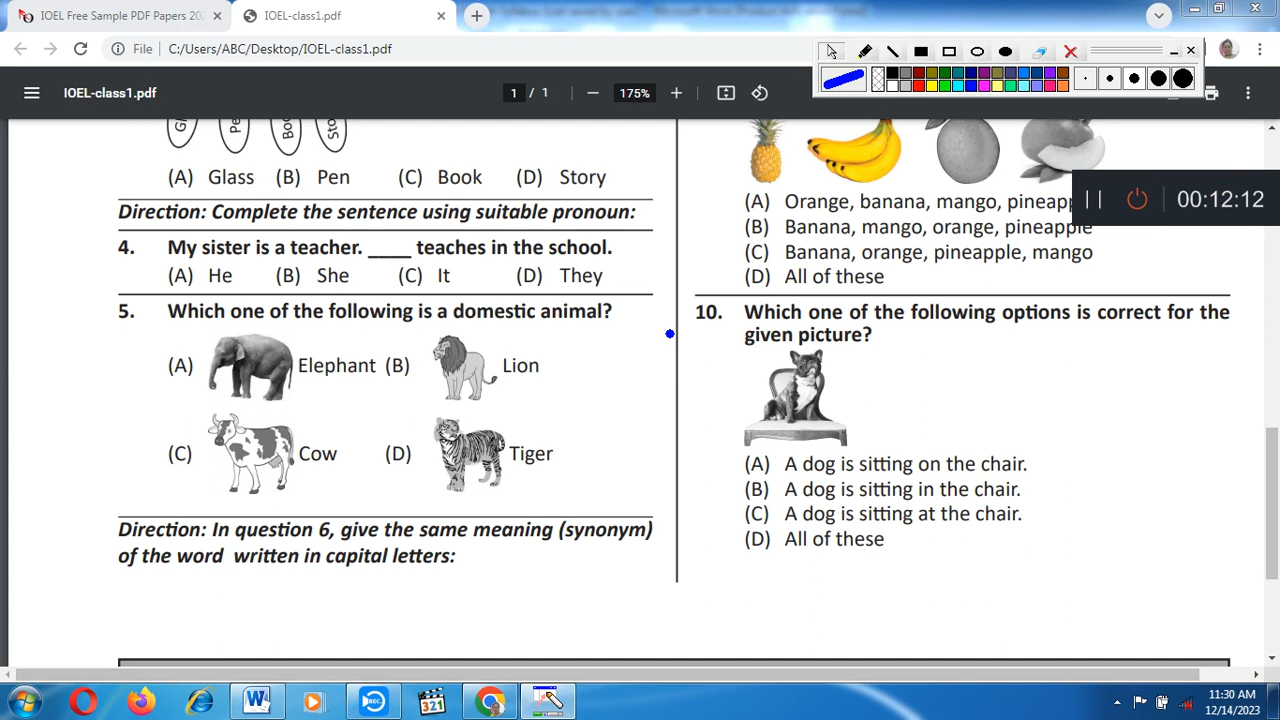 IOEL Free Sample PDF Papers 202
IOEL-class1.pdf
File
C:/Users/ABC/Desktop/IOEL-class1.pdf
IOEL-class1.pdf
1 / 1
175%
00:12:12
(A) Glass (B) Pen (C) Book (D) Story
Direction: Complete the sentence using suitable pronoun:
4. My sister is a teacher. ____ teaches in the school.
(A) He (B) She (C) It (D) They
5. Which one of the following is a domestic animal?
(A) Elephant (B) Lion
(C) Cow (D) Tiger
Direction: In question 6, give the same meaning (synonym)
of the word written in capital letters:
(A) Orange, banana, mango, pineapp
(B) Banana, mango, orange, pineapple
(C) Banana, orange, pineapple, mango
(D) All of these
10. Which one of the following options is correct for the
given picture?
(A) A dog is sitting on the chair.
(B) A dog is sitting in the chair.
(C) A dog is sitting at the chair.
(D) All of these
REC
321
11:30 AM
12/14/2023